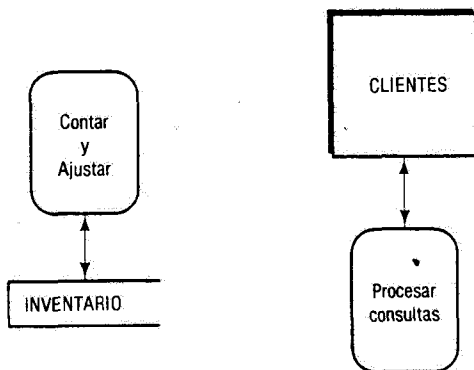 Contar
y
Ajustar
INVENTARIO
CLIENTES
Procesar
consultas